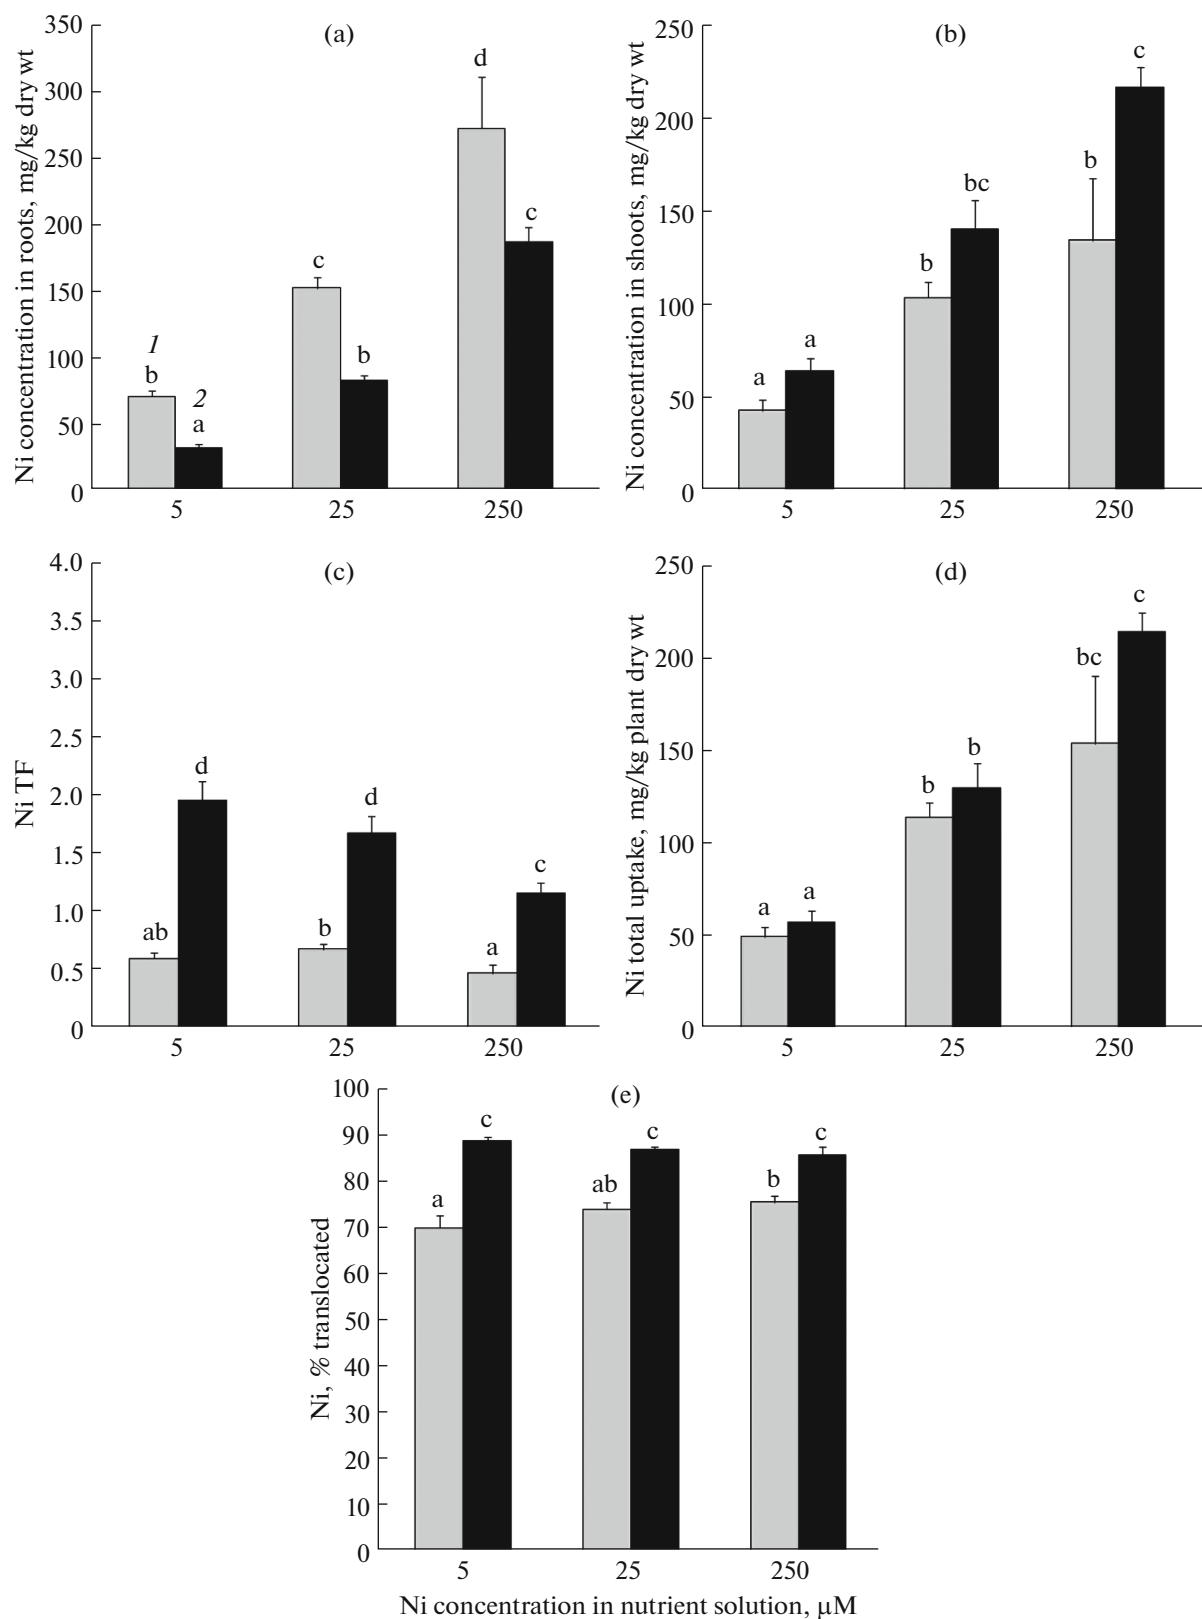 (a)
Ni concentration in roots, mg/kg dry wt
350
300
250
200
150
100
50
0
1
b
2
a
c
b
d
c
5 25 250
(b)
Ni concentration in shoots, mg/kg dry wt
250
200
150
100
50
0
a
a
b
bc
b
c
5 25 250
(c)
Ni TF
4.0
3.5
3.0
2.5
2.0
1.5
1.0
0.5
0
ab
d
b
d
a
c
5 25 250
(d)
Ni total uptake, mg/kg plant dry wt
250
200
150
100
50
0
a
a
b
b
bc
c
5 25 250
(e)
Ni, % translocated
100
90
80
70
60
50
40
30
20
10
0
a
c
ab
c
b
c
5 25 250
Ni concentration in nutrient solution, μM